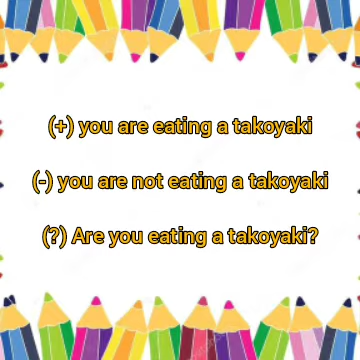 (+) you are eating a takoyaki
(-) you are not eating a takoyaki
(?) Are you eating a takoyaki?